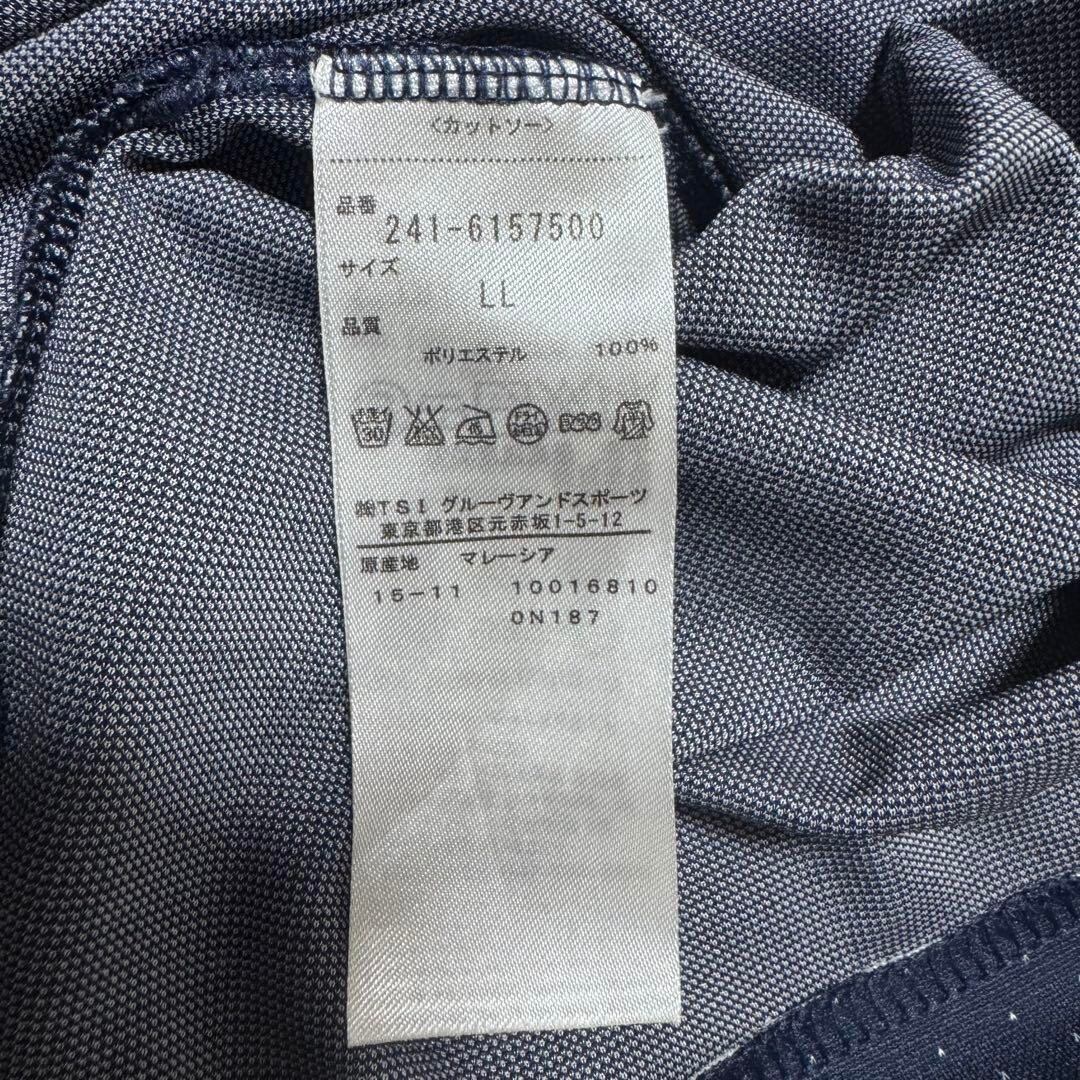 〈カットソー〉
品番
241-6157500
サイズ
LL
品質
ポリエステル 100%
30
㈱TSI グルーヴアンドスポーツ
東京都港区元赤坂1-5-12
原産地 マレーシア
15-11 10016810
0N187